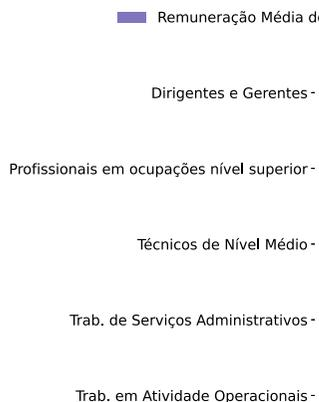 Remuneração Média
Dirigentes e Gerentes
Profissionais em ocupações nível superior
Técnicos de Nível Médio
Trab. de Serviços Administrativos
Trab. em Atividade Operacionais